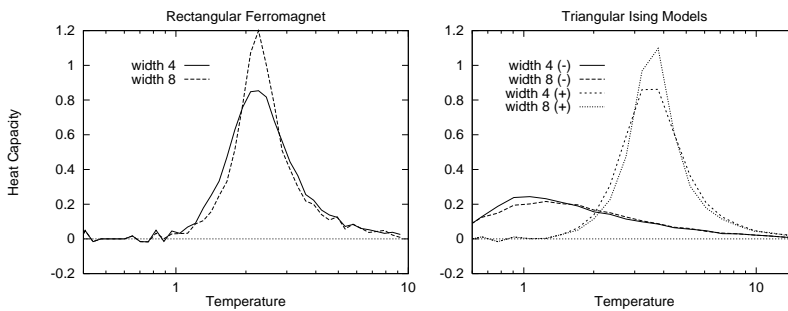 Rectangular Ferromagnet
1.2
1
0.8
0.6
0.4
0.2
0
-0.2
width 4
width 8
Heat Capacity
1
10
Temperature
Triangular Ising Models
1.2
1
0.8
0.6
0.4
0.2
0
-0.2
width 4 (-)
width 8 (-)
width 4 (+)
width 8 (+)
1
10
Temperature